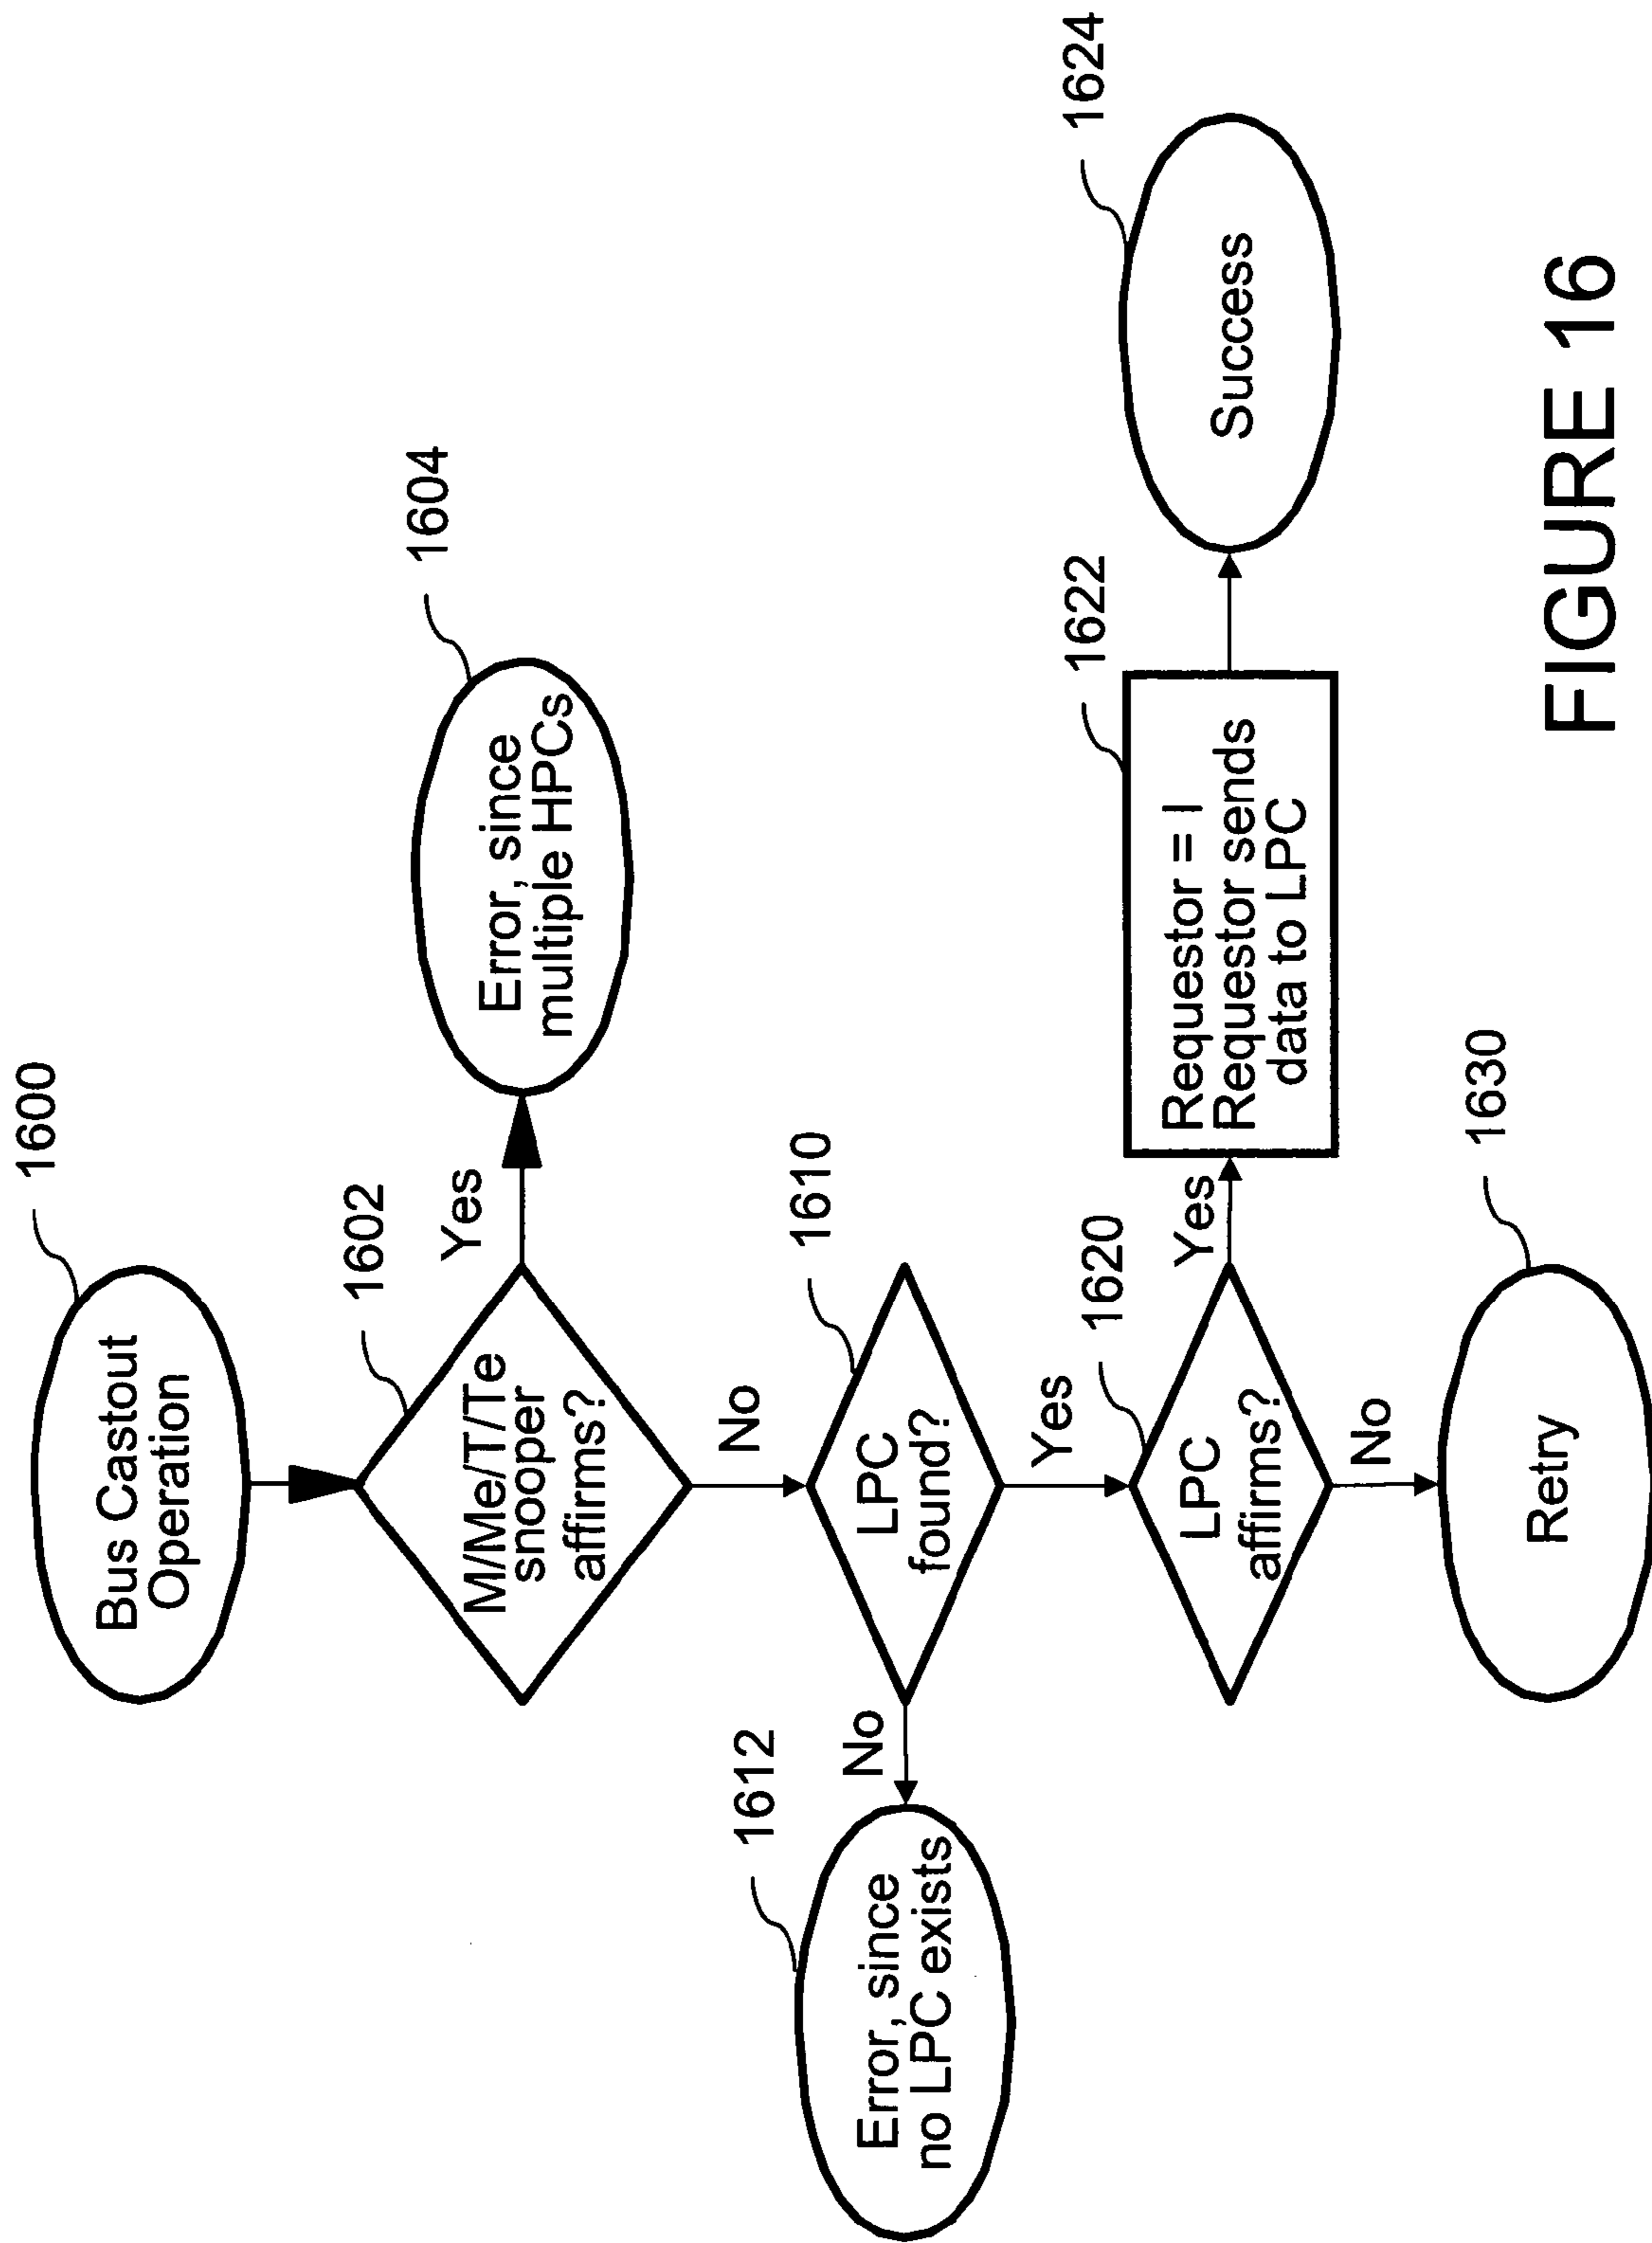 1600
Bus Castout
Operation
1602
M/Me/T/Te
snooper
affirms?
Yes
1604
Error, since
multiple HPCs
No
1610
LPC
found?
No
1612
Error, since
no LPC exists
Yes
1620
LPC
affirms?
Yes
1622
Requestor = I
Requestor sends
data to LPC
1624
Success
No
1630
Retry
FIGURE 16